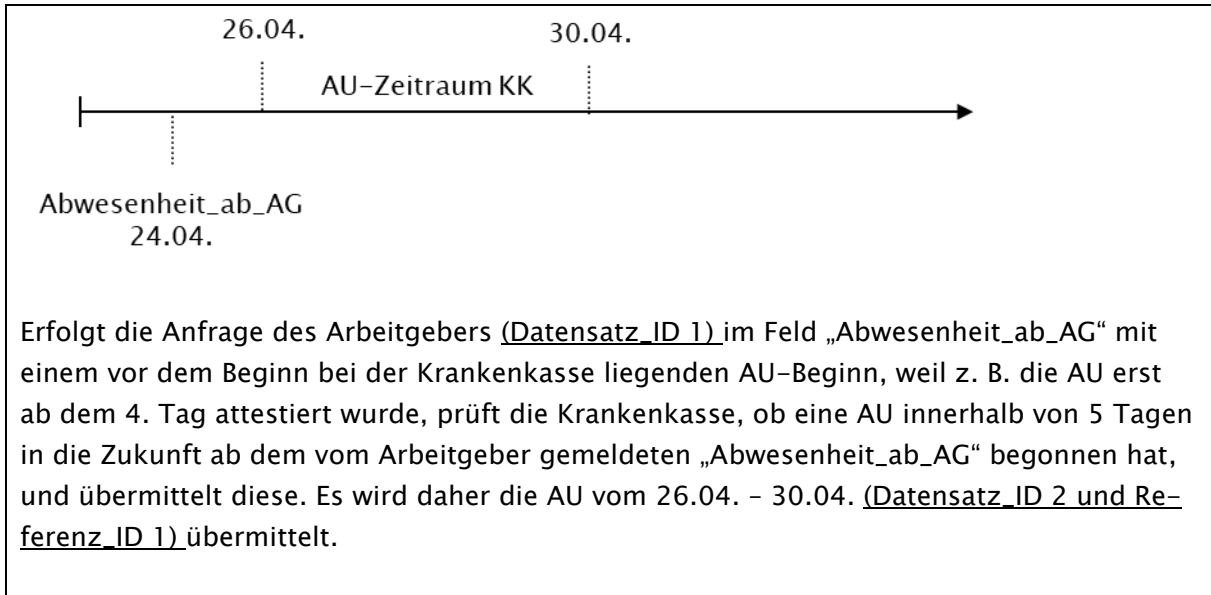 26.04.
30.04.
AU-Zeitraum KK
Abwesenheit_ab_AG
24.04.
Erfolgt die Anfrage des Arbeitgebers (Datensatz_ID 1) im Feld „Abwesenheit_ab_AG“ mit
einem vor dem Beginn bei der Krankenkasse liegenden AU-Beginn, weil z. B. die AU erst
ab dem 4. Tag attestiert wurde, prüft die Krankenkasse, ob eine AU innerhalb von 5 Tagen
in die Zukunft ab dem vom Arbeitgeber gemeldeten „Abwesenheit_ab_AG“ begonnen hat,
und übermittelt diese. Es wird daher die AU vom 26.04. – 30.04. (Datensatz_ID 2 und Re-
ferenz_ID 1) übermittelt.